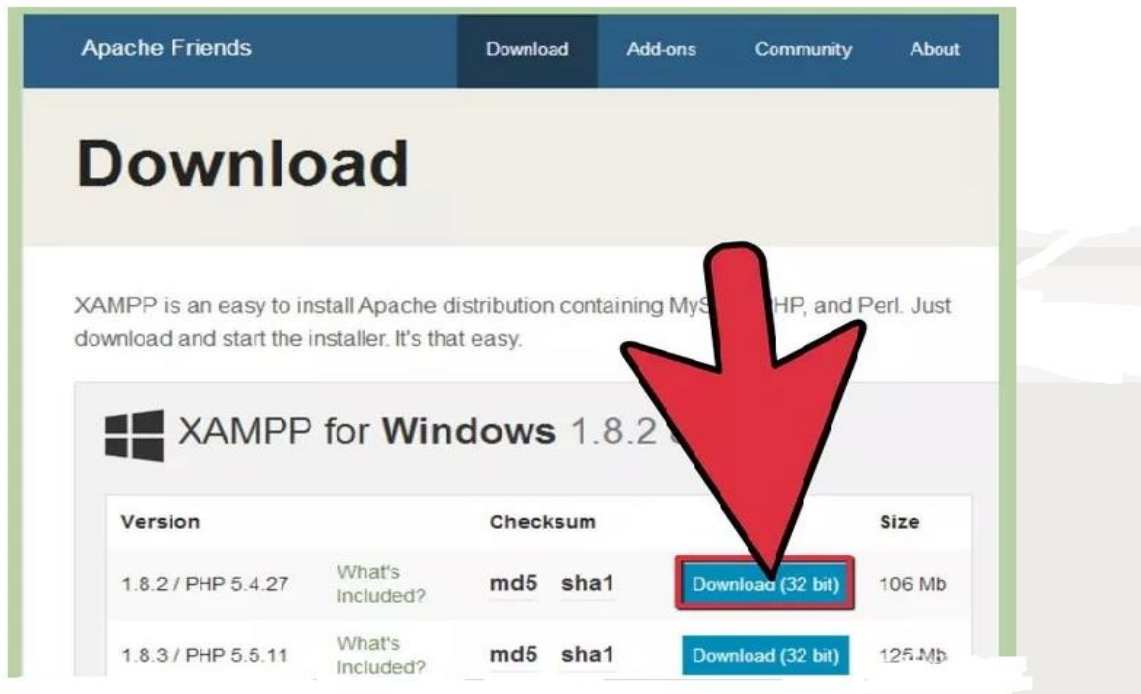 Apache Friends Download Add-ons Community About
Download
XAMPP is an easy to install Apache distribution containing HP, and Perl. Just
download and start the installer. It's that easy.
XAMPP for Windows 1.8.2
Version Checksum Size
1.8.2 / PHP 5.4.27 What's Included? md5 sha1 Download (32 bit) 106 Mb
1.8.3 / PHP 5.5.11 What's Included? md5 sha1 Download (32 bit) 125 Mb